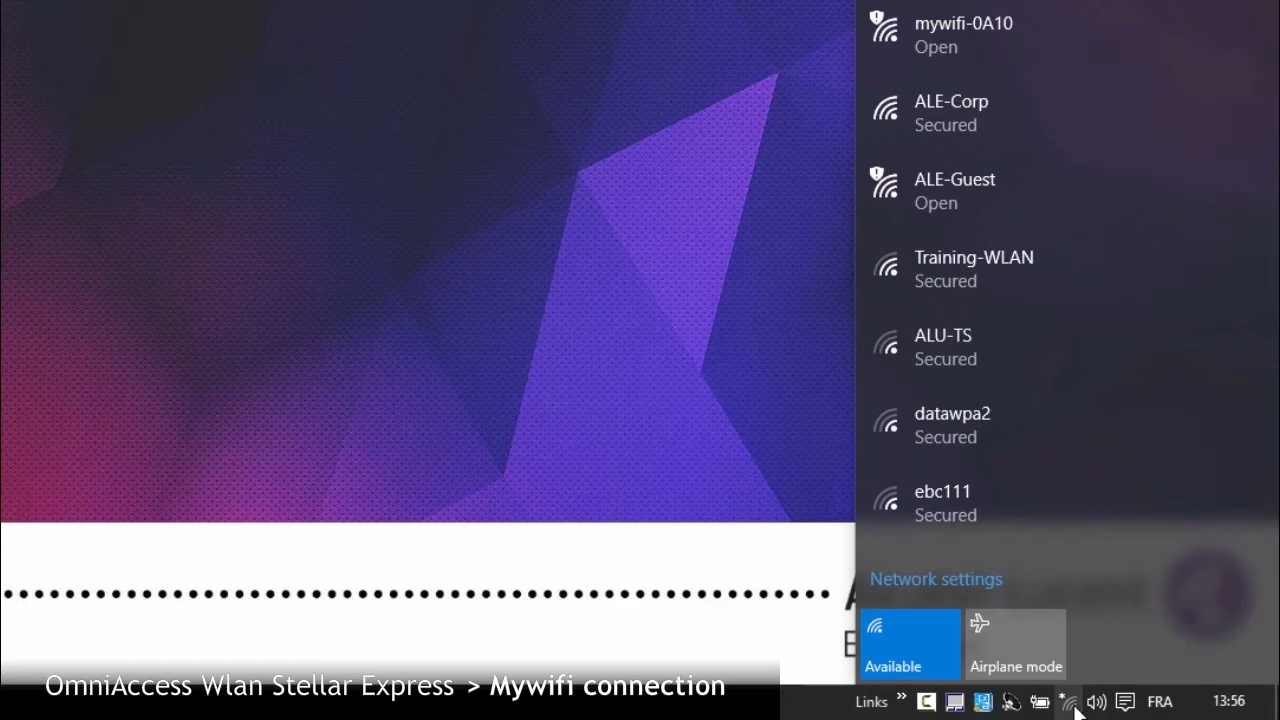 mywifi-0A10
Open
ALE-Corp
Secured
ALE-Guest
Open
Training-WLAN
Secured
ALU-TS
Secured
datawpa2
Secured
ebc111
Secured
Network settings
Available
Airplane mode
OmniAccess Wlan Stellar Express > Mywifi connection
Links » FRA 13:56